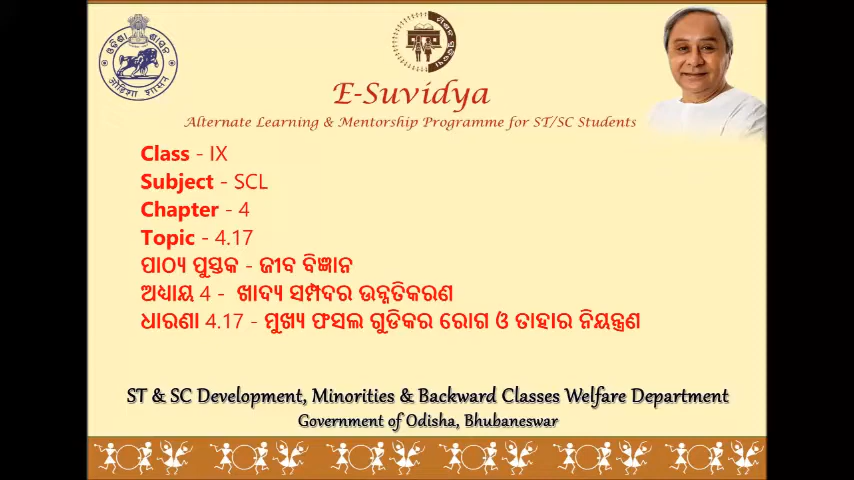 E-Suvidya
Alternate Learning & Mentorship Programme for ST/SC Students
Class - IX
Subject - SCL
Chapter - 4
Topic - 4.17
ପାଠ୍ୟ ପୁସ୍ତକ - ଜୀବ ବିଜ୍ଞାନ
ଅଧ୍ୟାୟ 4 - ଖାଦ୍ୟ ସମ୍ପଦର ଉନ୍ନତିକରଣ
ଧାରଣା 4.17 - ମୁଖ୍ୟ ଫସଲ ଗୁଡିକର ରୋଗ ଓ ତାହାର ନିୟନ୍ତ୍ରଣ
ST & SC Development, Minorities & Backward Classes Welfare Department
Government of Odisha, Bhubaneswar